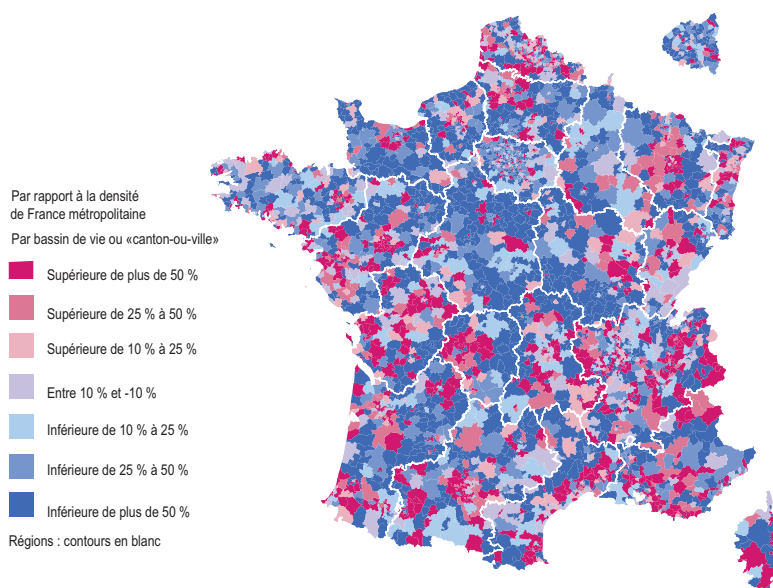 Par rapport à la densité
de France métropolitaine
Par bassin de vie ou «canton-ou-ville»
Supérieure de plus de 50 %
Supérieure de 25 % à 50 %
Supérieure de 10 % à 25 %
Entre 10 % et -10 %
Inférieure de 10 % à 25 %
Inférieure de 25 % à 50 %
Inférieure de plus de 50 %
Régions : contours en blanc